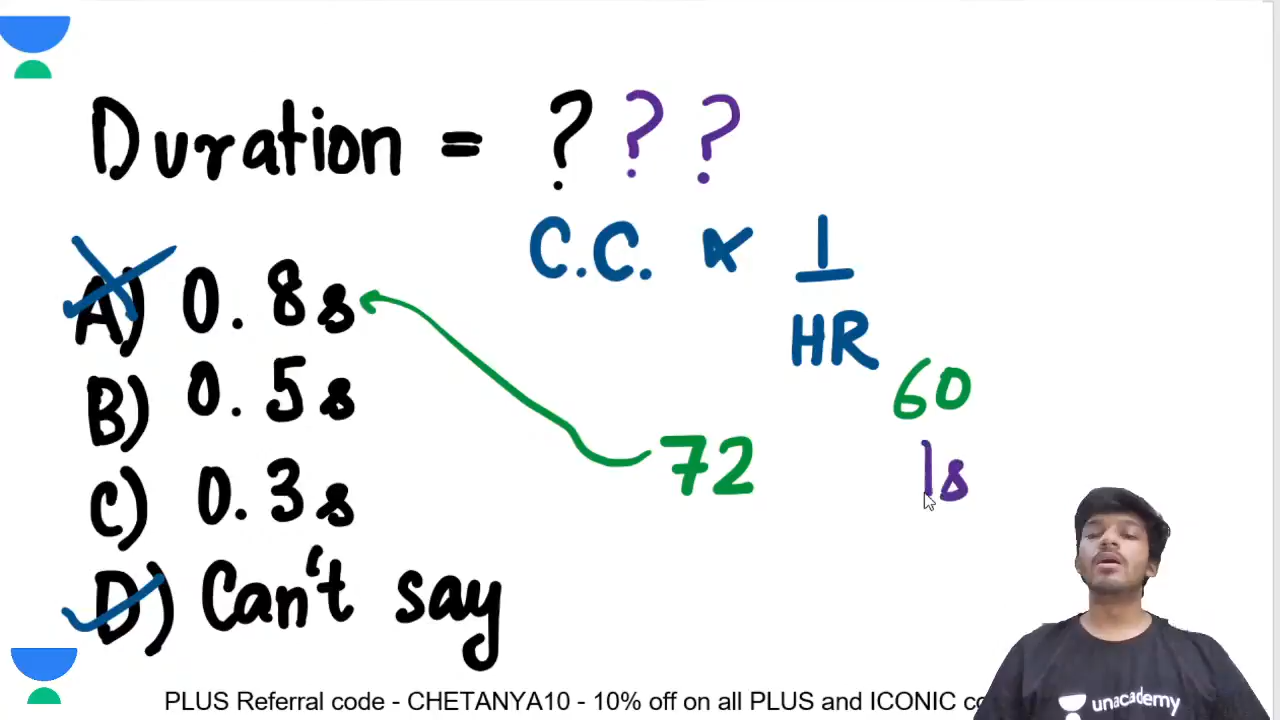 Duration = ? ? ?
C.C. ∝ 1
HR
A) 0.8s
B) 0.5s
60
72
1s
C) 0.3s
D) Can't say
unacademy
PLUS Referral code - CHETANYA10 - 10% off on all PLUS and ICONIC co